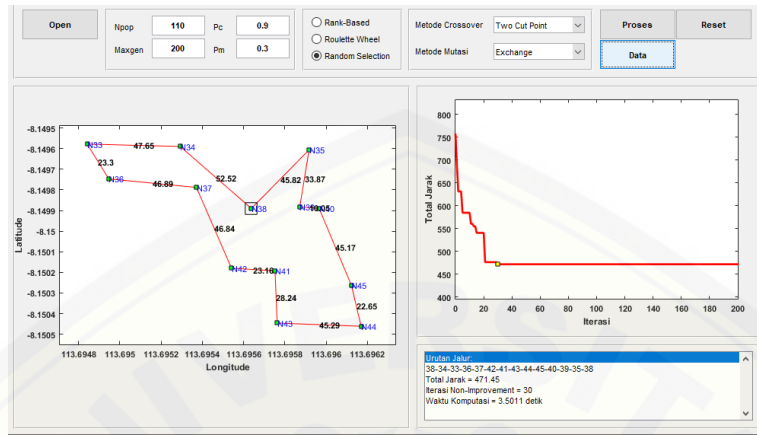 Open
Npop 110 Pc 0.9
Maxgen 200 Pm 0.3
Rank-Based
Roulette Wheel
Random Selection
Metode Crossover Two Cut Point
Metode Mutasi Exchange
Proses Reset
Data
-8.1495
-8.1496
-8.1497
-8.1498
-8.1499
-8.15
-8.1501
-8.1502
-8.1503
-8.1504
-8.1505
Latitude
N33 47.65 N34
N35
23.3
52.52
45.82 33.87
N36 46.89 N37
N38
N40
46.84
45.17
N42 N41
N45
28.24
22.65
N43 45.29 N44
113.6948 113.695 113.6952 113.6954 113.6956 113.6958 113.696 113.6962
Longitude
800
750
700
650
600
550
500
450
400
Total Jarak
0 20 40 60 80 100 120 140 160 180 200
Iterasi
Urutan Jalur:
38-34-33-36-37-42-41-43-44-45-40-39-35-38
Total Jarak = 471.45
Iterasi Non-Improvement = 30
Waktu Komputasi = 3.5011 detik